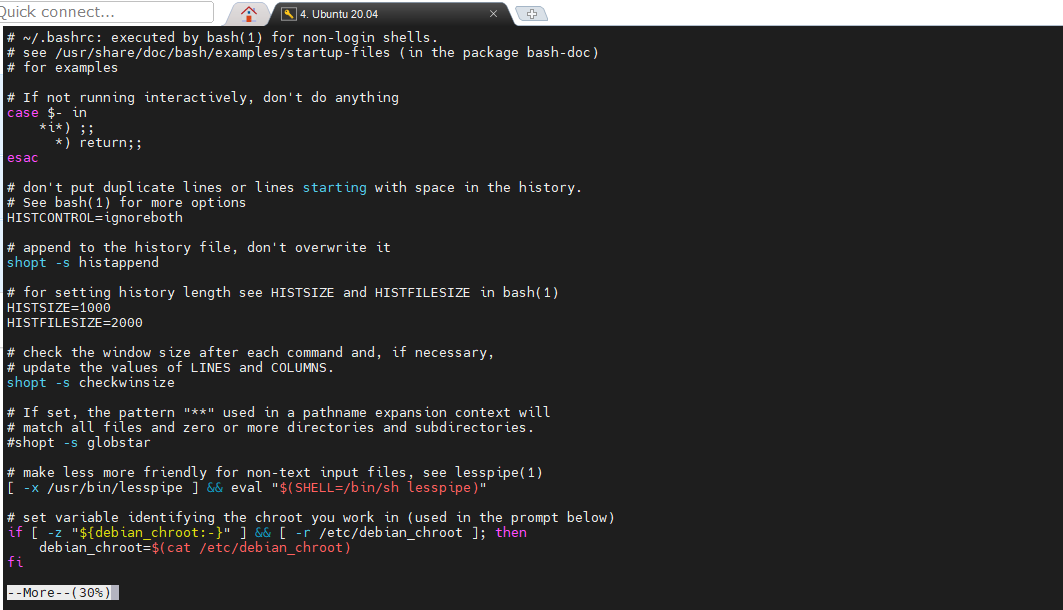 Quick connect...
4. Ubuntu 20.04
# ~/.bashrc: executed by bash(1) for non-login shells.
# see /usr/share/doc/bash/examples/startup-files (in the package bash-doc)
# for examples

# If not running interactively, don't do anything
case $- in
    *i*) ;;
      *) return;;
esac

# don't put duplicate lines or lines starting with space in the history.
# See bash(1) for more options
HISTCONTROL=ignoreboth

# append to the history file, don't overwrite it
shopt -s histappend

# for setting history length see HISTSIZE and HISTFILESIZE in bash(1)
HISTSIZE=1000
HISTFILESIZE=2000

# check the window size after each command and, if necessary,
# update the values of LINES and COLUMNS.
shopt -s checkwinsize

# If set, the pattern "**" used in a pathname expansion context will
# match all files and zero or more directories and subdirectories.
#shopt -s globstar

# make less more friendly for non-text input files, see lesspipe(1)
[ -x /usr/bin/lesspipe ] && eval "$(SHELL=/bin/sh lesspipe)"

# set variable identifying the chroot you work in (used in the prompt below)
if [ -z "${debian_chroot:-}" ] && [ -r /etc/debian_chroot ]; then
    debian_chroot=$(cat /etc/debian_chroot)
fi

--More--(30%)